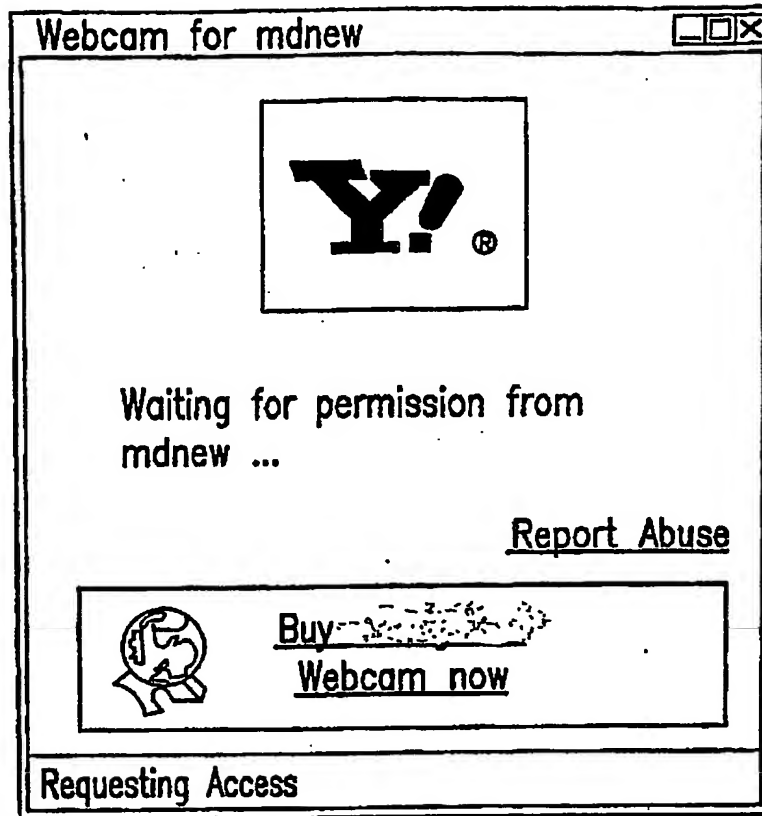 Webcam for mdnew
Y! ®
Waiting for permission from
mdnew ...
Report Abuse
Buy
Webcam now
Requesting Access